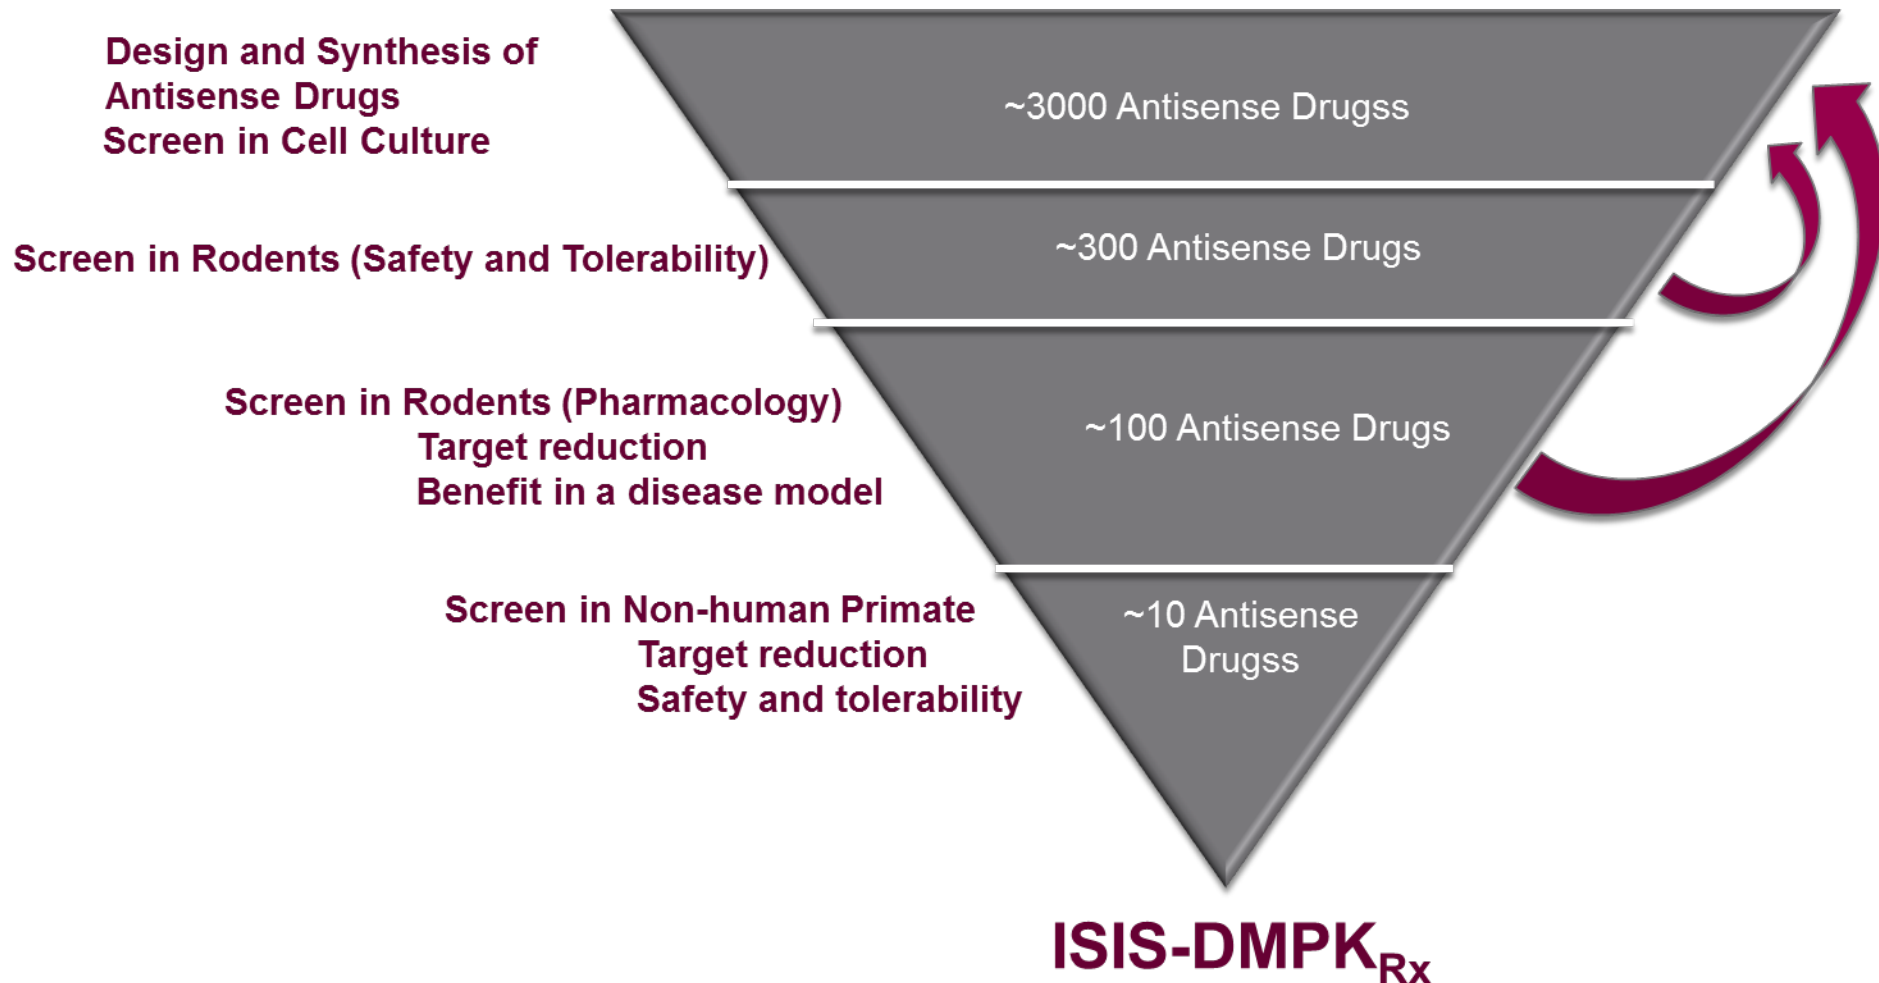 Design and Synthesis of
Antisense Drugs
Screen in Cell Culture
~3000 Antisense Drugss
Screen in Rodents (Safety and Tolerability)
~300 Antisense Drugs
Screen in Rodents (Pharmacology)
Target reduction
Benefit in a disease model
~100 Antisense Drugs
Screen in Non-human Primate
Target reduction
Safety and tolerability
~10 Antisense
Drugss
ISIS-DMPKRx